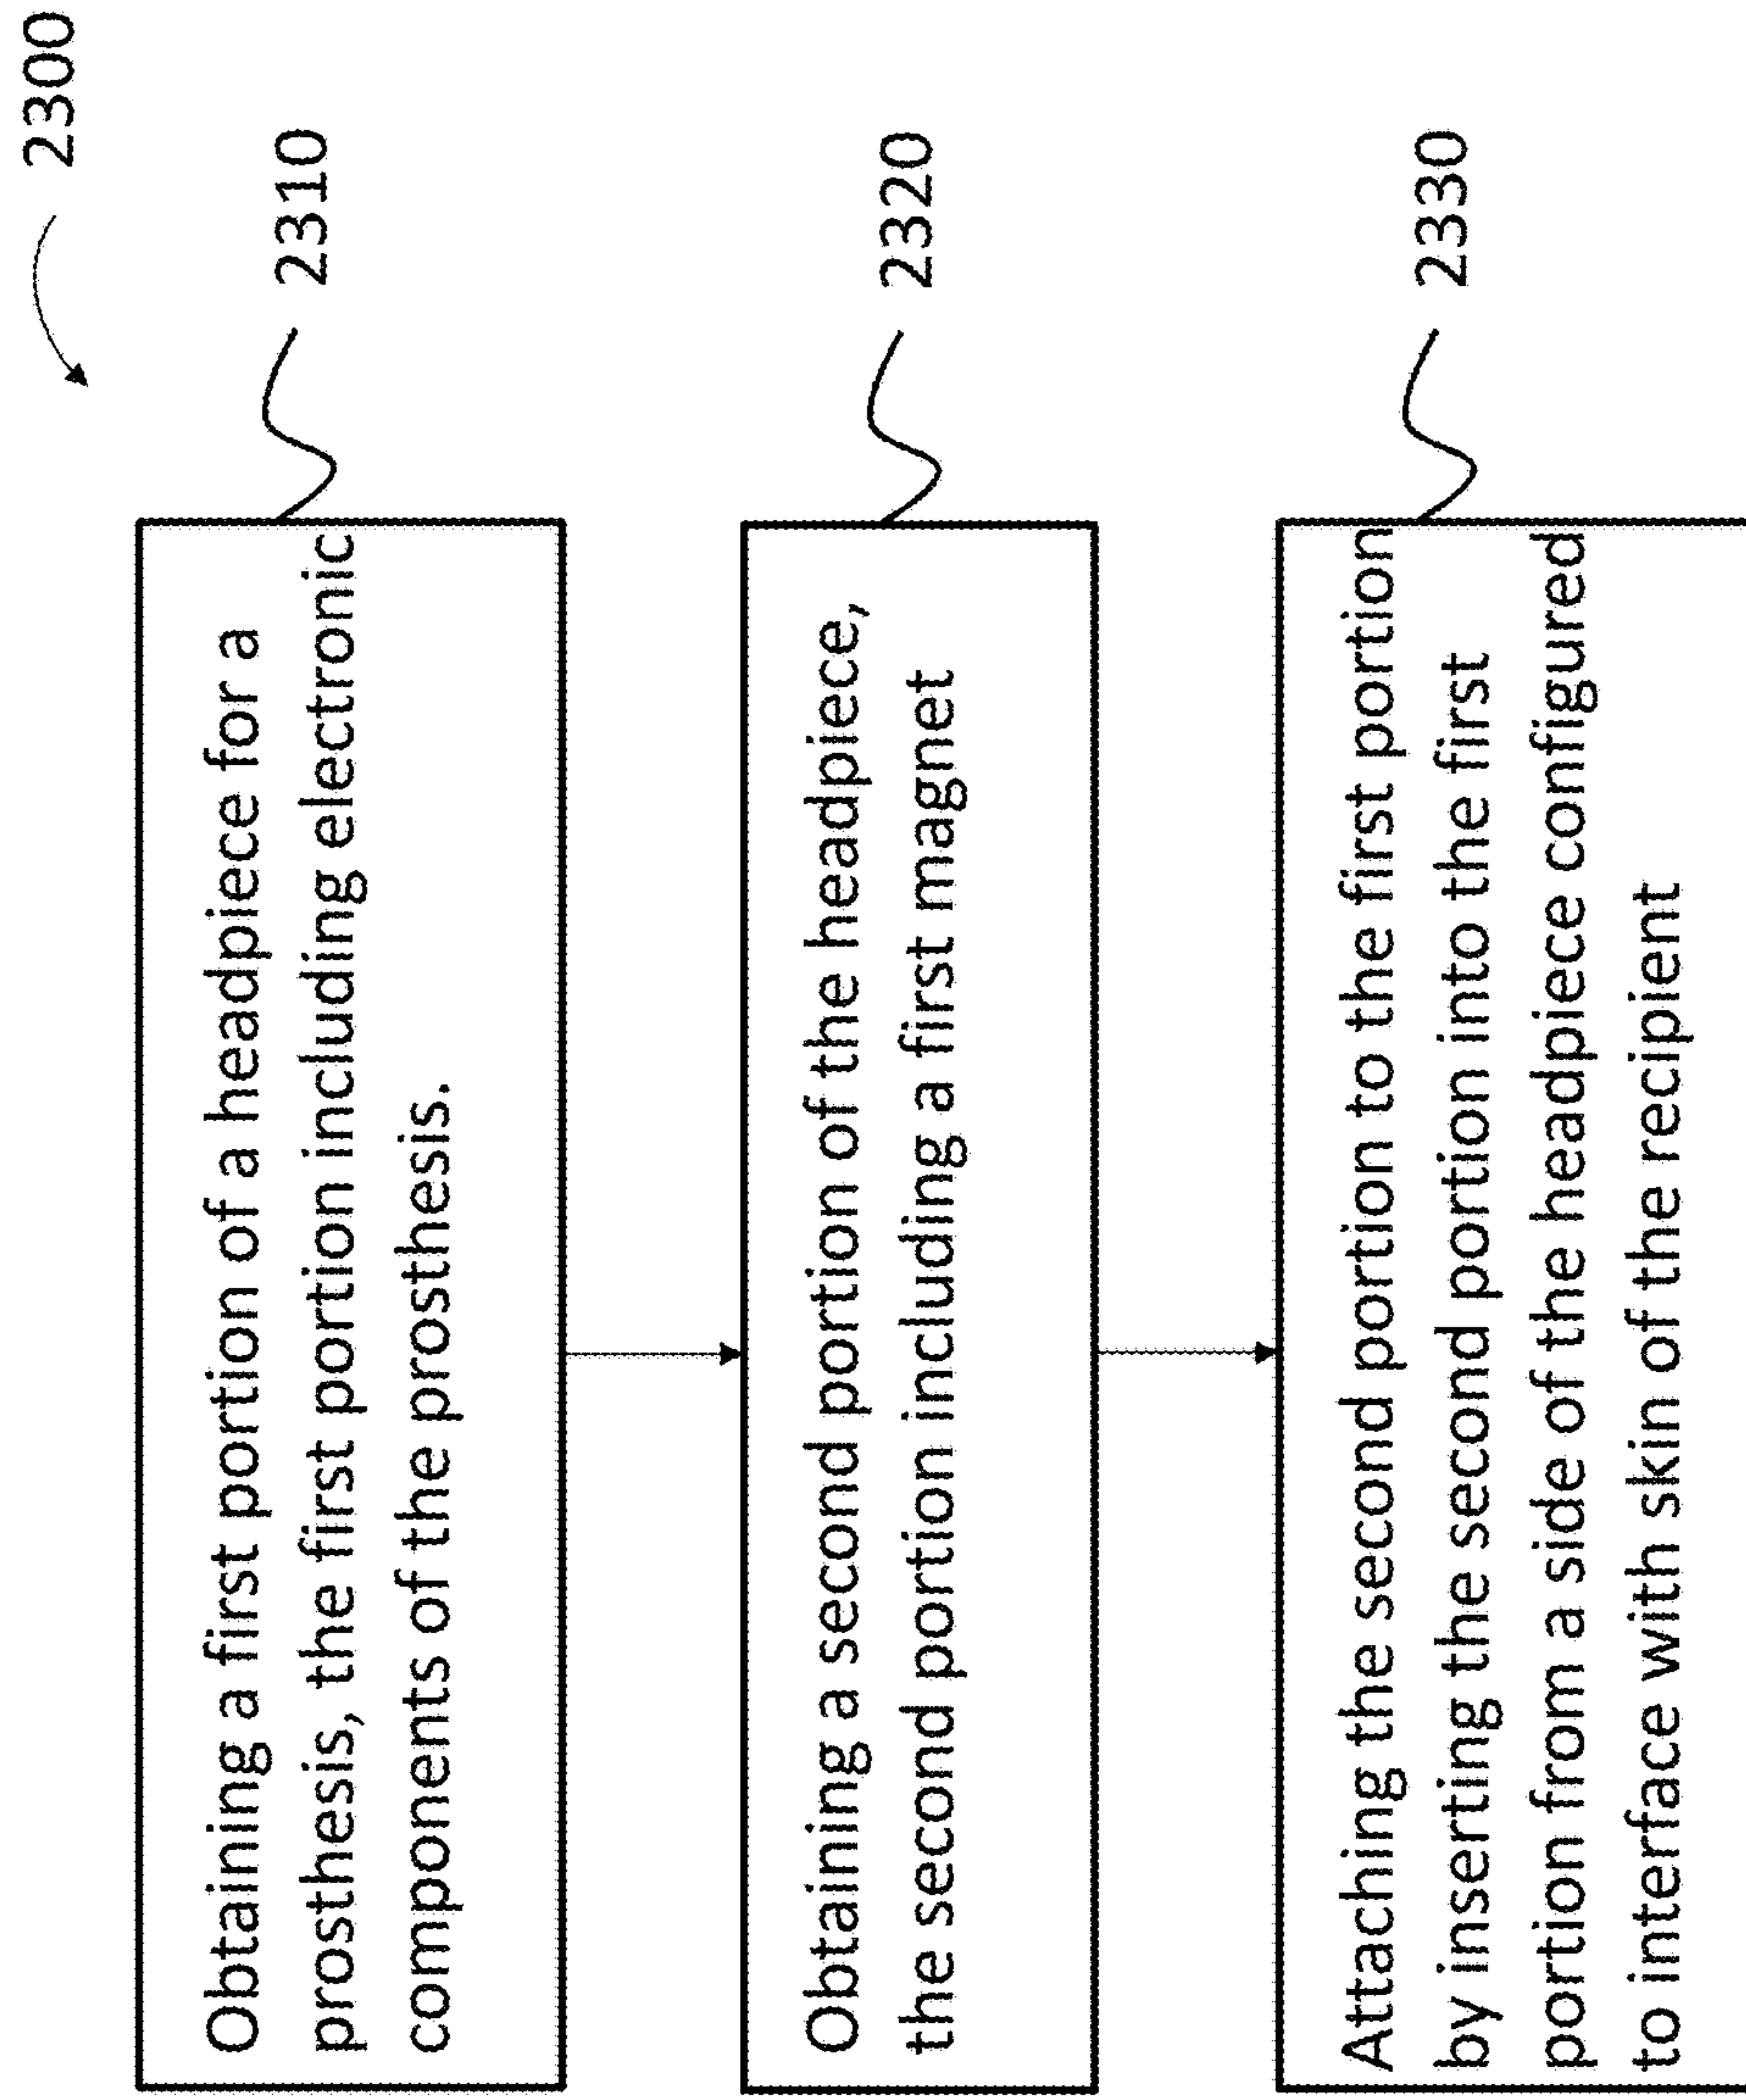 2300
Obtaining a first portion of a headpiece for a
prosthesis, the first portion including electronic
components of the prosthesis.
2310
Obtaining a second portion of the headpiece,
the second portion including a first magnet
2320
Attaching the second portion to the first portion
by inserting the second portion into the first
portion from a side of the headpiece configured
to interface with skin of the recipient
2330